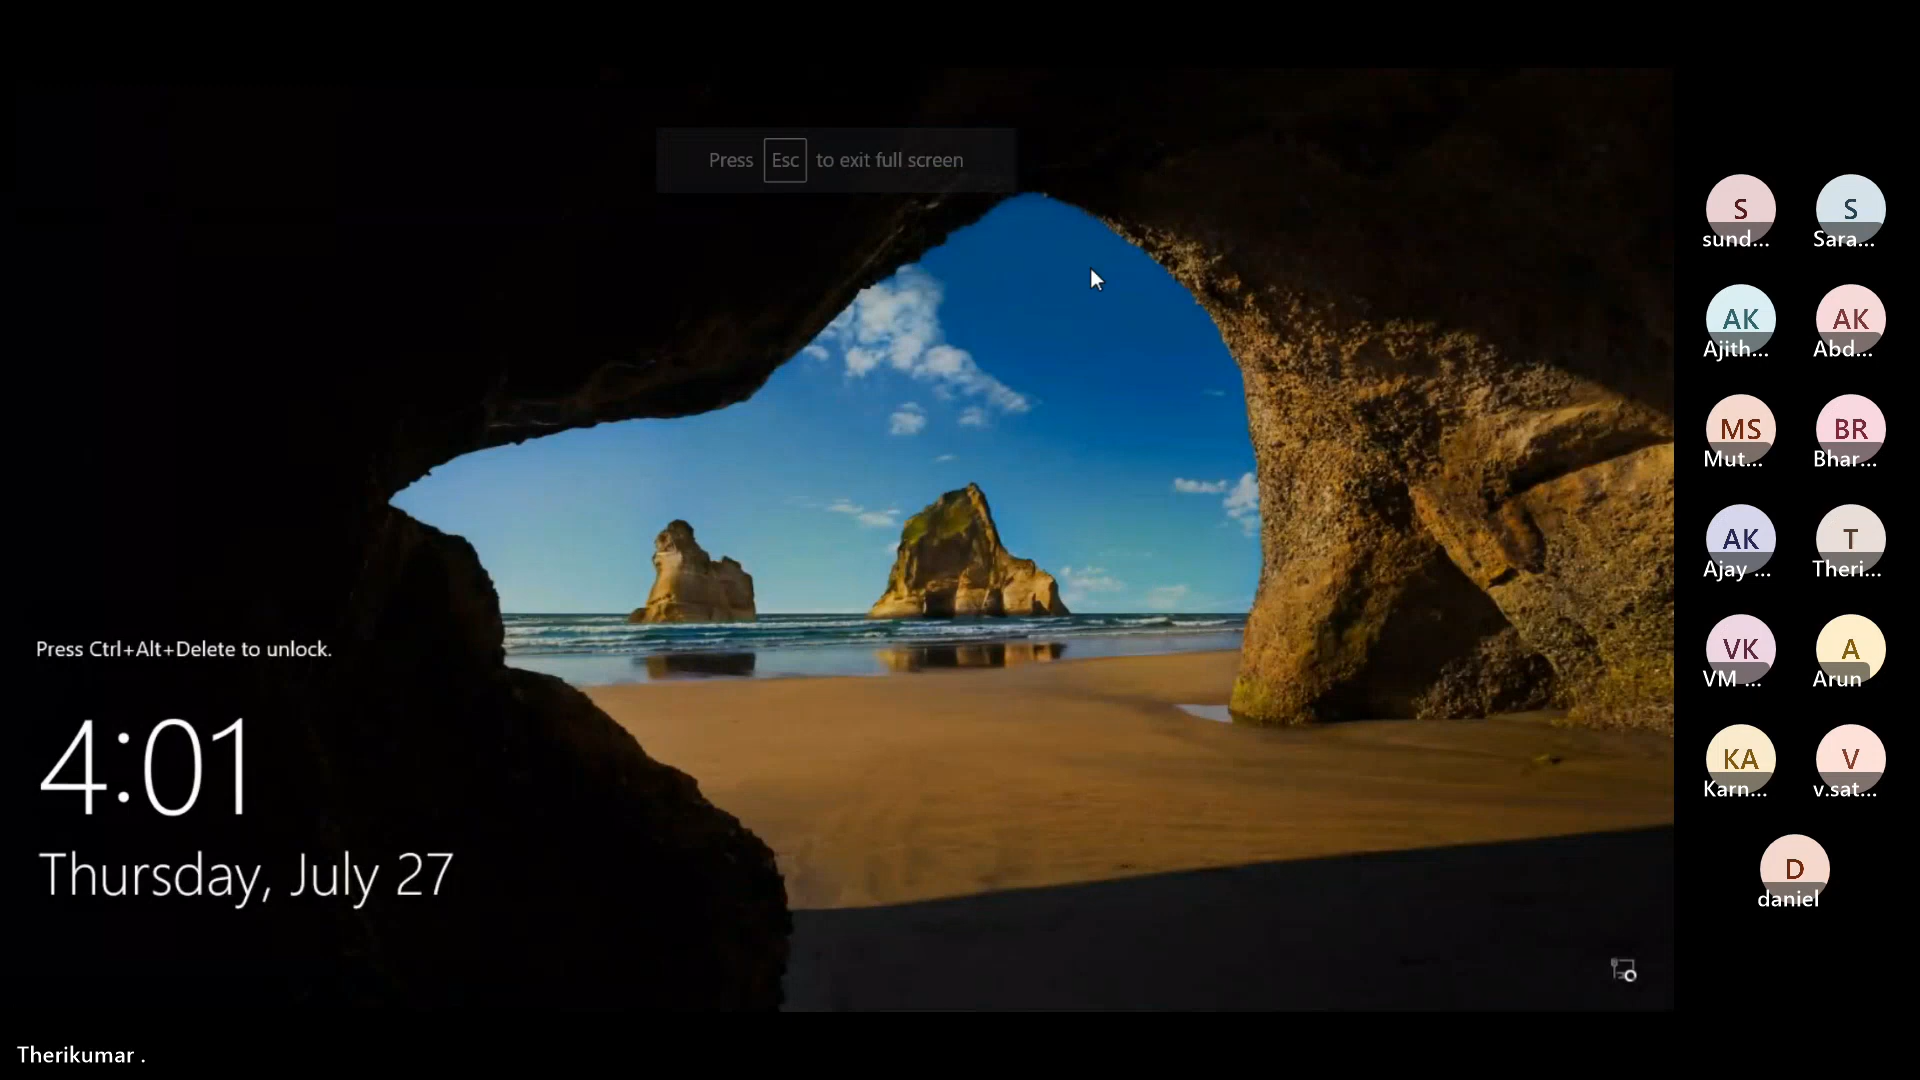 Press Esc to exit full screen
Press Ctrl+Alt+Delete to unlock.
4:01
Thursday, July 27
S
sund...
S
Sara...
AK
Ajith...
AK
Abd...
MS
Mut...
BR
Bhar...
AK
Ajay ...
T
Theri...
VK
VM ...
A
Arun
KA
Karn...
V
v.sat...
D
daniel
Therikumar .